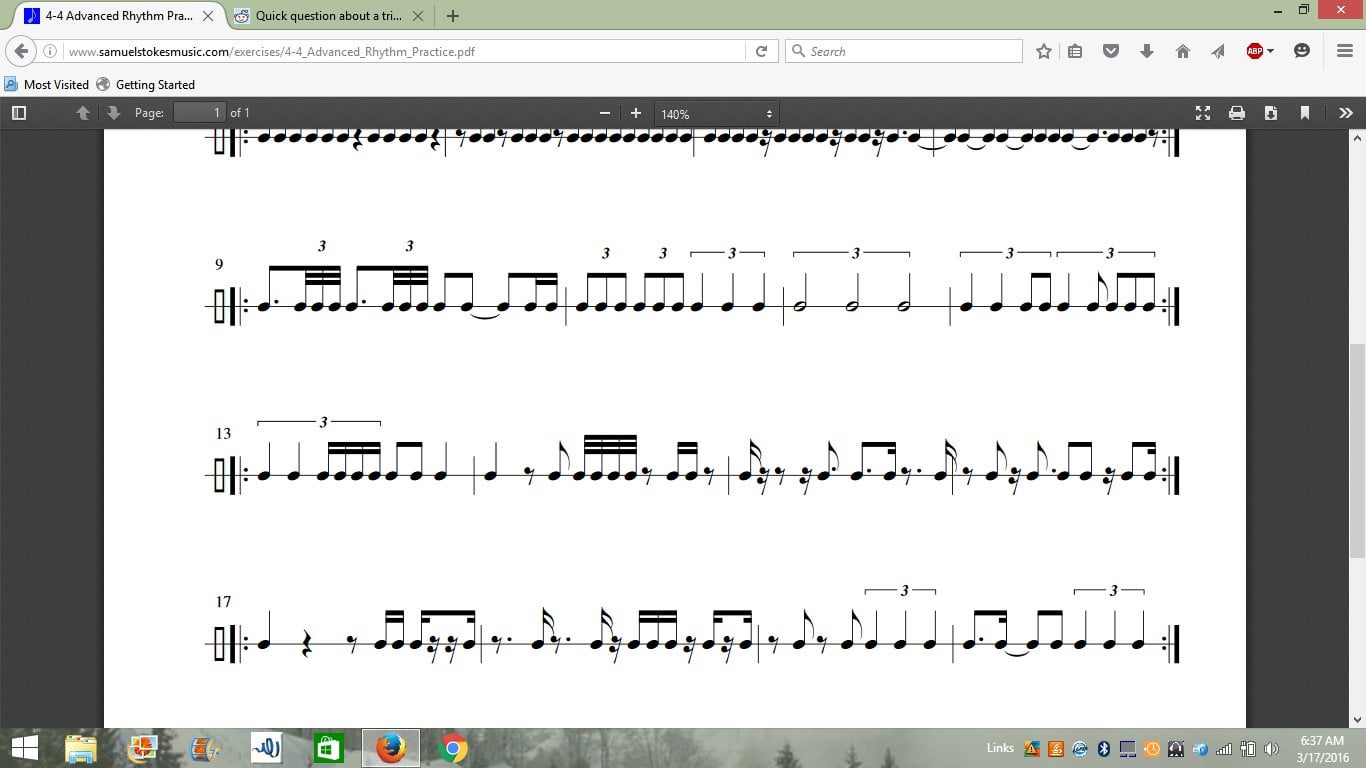 4-4 Advanced Rhythm Pra...
Quick question about a tri...
www.samuelstokesmusic.com/exercises/4-4_Advanced_Rhythm_Practice.pdf
Search
ABP
Most Visited
Getting Started
Page: 1 of 1
140%
3 3 3 3 3 3 3 3
9
3
13
3 3
17
Links
6:37 AM
3/17/2016